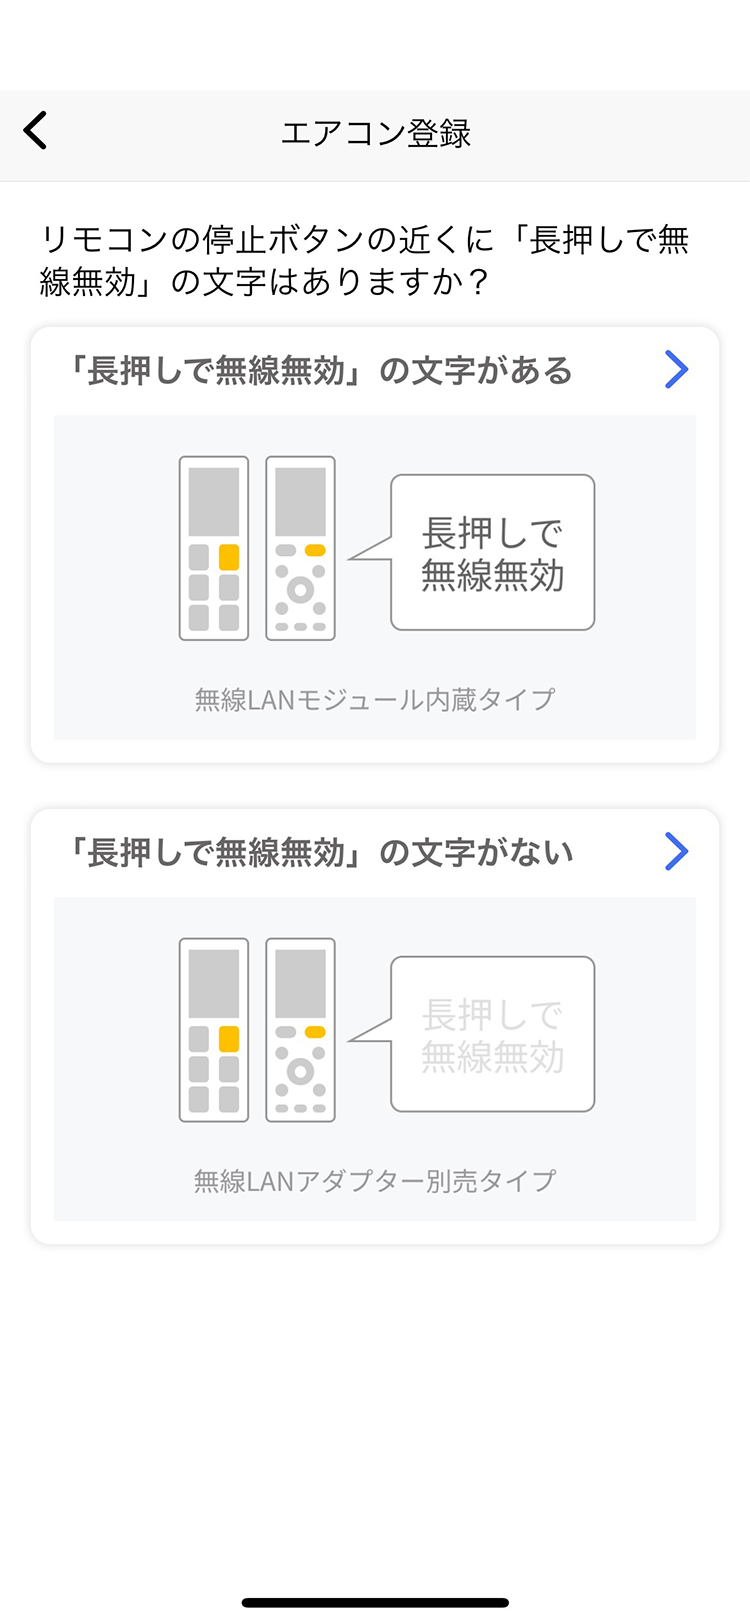 エアコン登録
リモコンの停止ボタンの近くに「長押しで無
線無効」の文字はありますか？
「長押しで無線無効」の文字がある
長押しで
無線無効
無線LANモジュール内蔵タイプ
「長押しで無線無効」の文字がない
長押しで
無線無効
無線LANアダプター別売タイプ